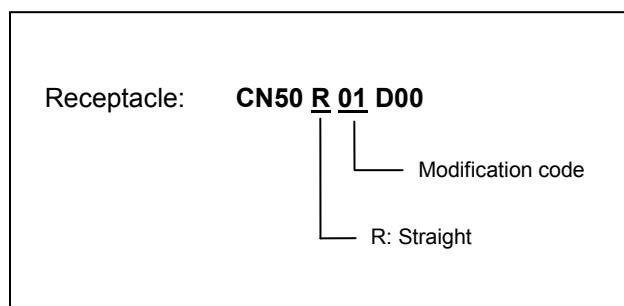 Receptacle: CN50 R 01 D00
Modification code
R: Straight